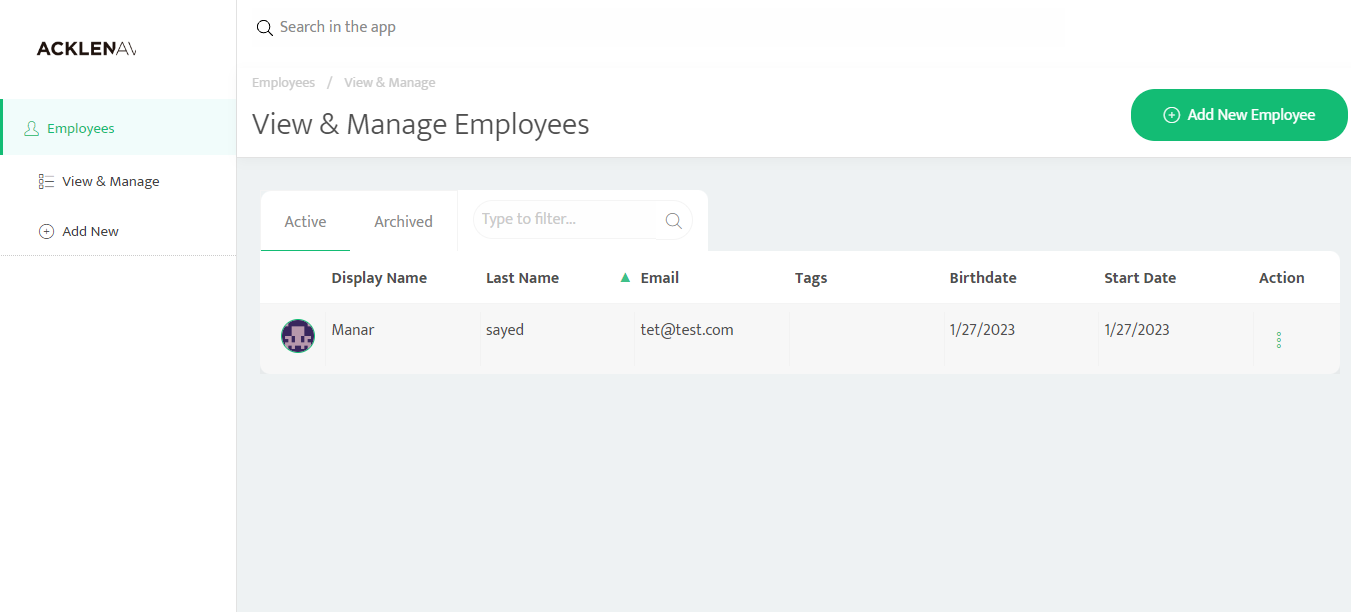 ACKLENAV
Search in the app
Employees
View & Manage
Add New
Employees / View & Manage
View & Manage Employees
Add New Employee
Active Archived Type to filter...
Display Name Last Name ▲ Email Tags Birthdate Start Date Action
Manar sayed tet@test.com 1/27/2023 1/27/2023